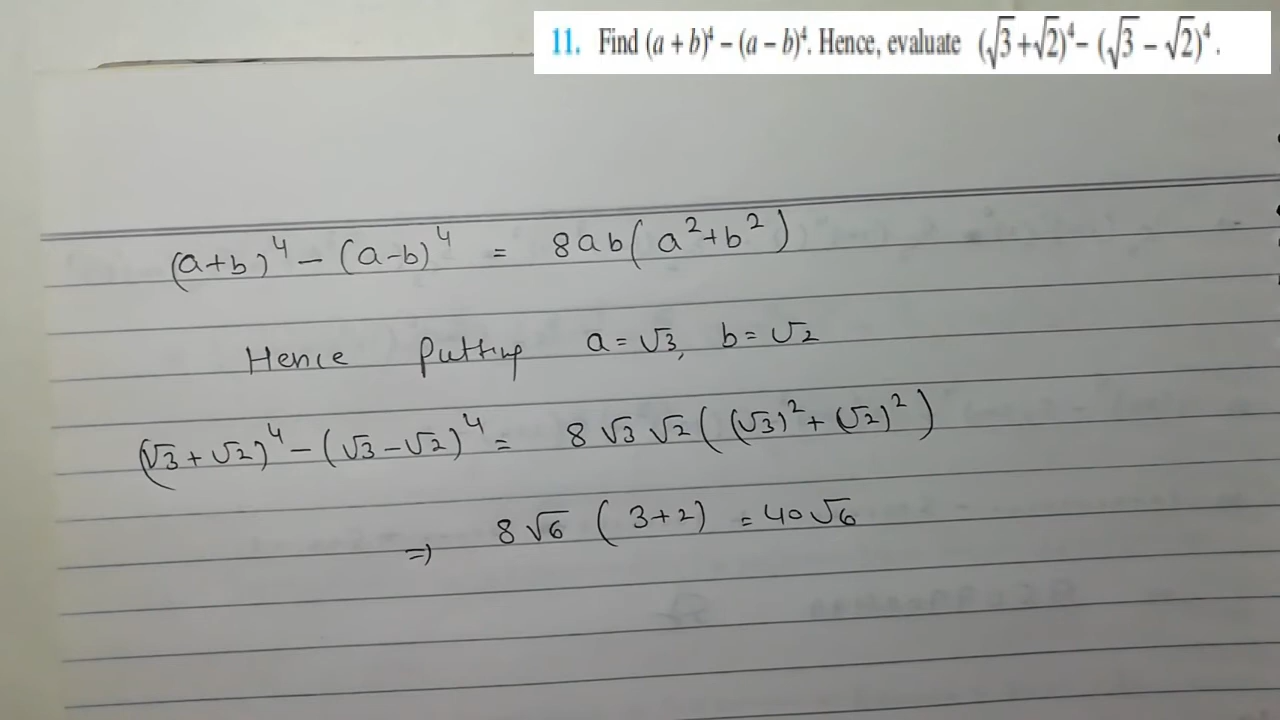 11. Find (a + b)⁴ – (a – b)⁴. Hence, evaluate (√3 + √2)⁴ – (√3 – √2)⁴.
(a+b)⁴ – (a-b)⁴ = 8ab(a²+b²)
Hence Putting a = √3, b = √2
(√3 + √2)⁴ – (√3 – √2)⁴ = 8√3 √2 ((√3)² + (√2)²)
⇒ 8√6 (3+2) = 40√6